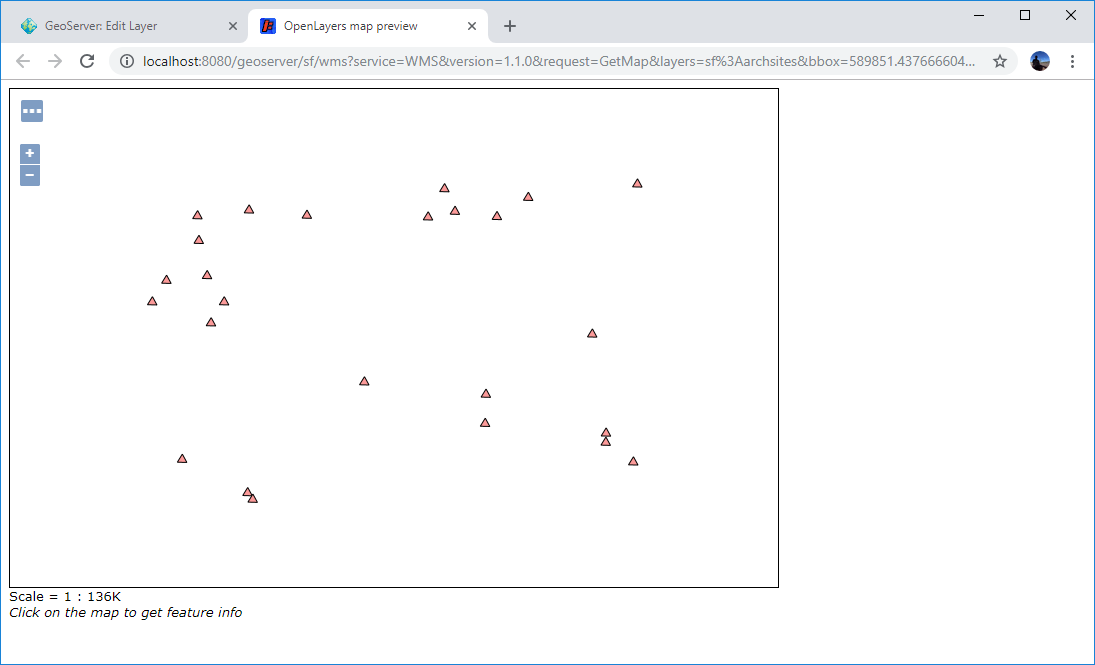 GeoServer: Edit Layer
OpenLayers map preview
localhost:8080/geoserver/sf/wms?service=WMS&version=1.1.0&request=GetMap&layers=sf%3Aarchsites&bbox=589851.437666604...
Scale = 1 : 136K
Click on the map to get feature info